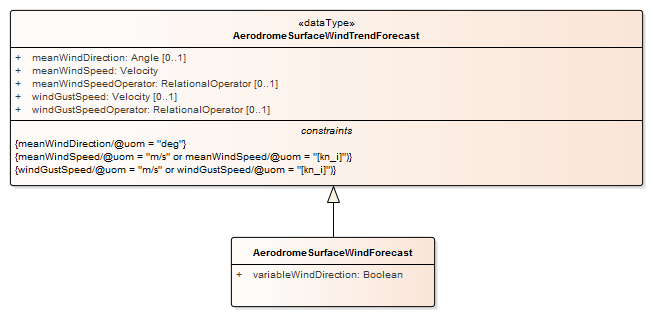 «dataType»
AerodromeSurfaceWindTrendForecast
+ meanWindDirection: Angle [0..1]
+ meanWindSpeed: Velocity
+ meanWindSpeedOperator: RelationalOperator [0..1]
+ windGustSpeed: Velocity [0..1]
+ windGustSpeedOperator: RelationalOperator [0..1]
constraints
{meanWindDirection/@uom = "deg"}
{meanWindSpeed/@uom = "m/s" or meanWindSpeed/@uom = "[kn_i]")}
{windGustSpeed/@uom = "m/s" or windGustSpeed/@uom = "[kn_i]")}
AerodromeSurfaceWindForecast
+ variableWindDirection: Boolean